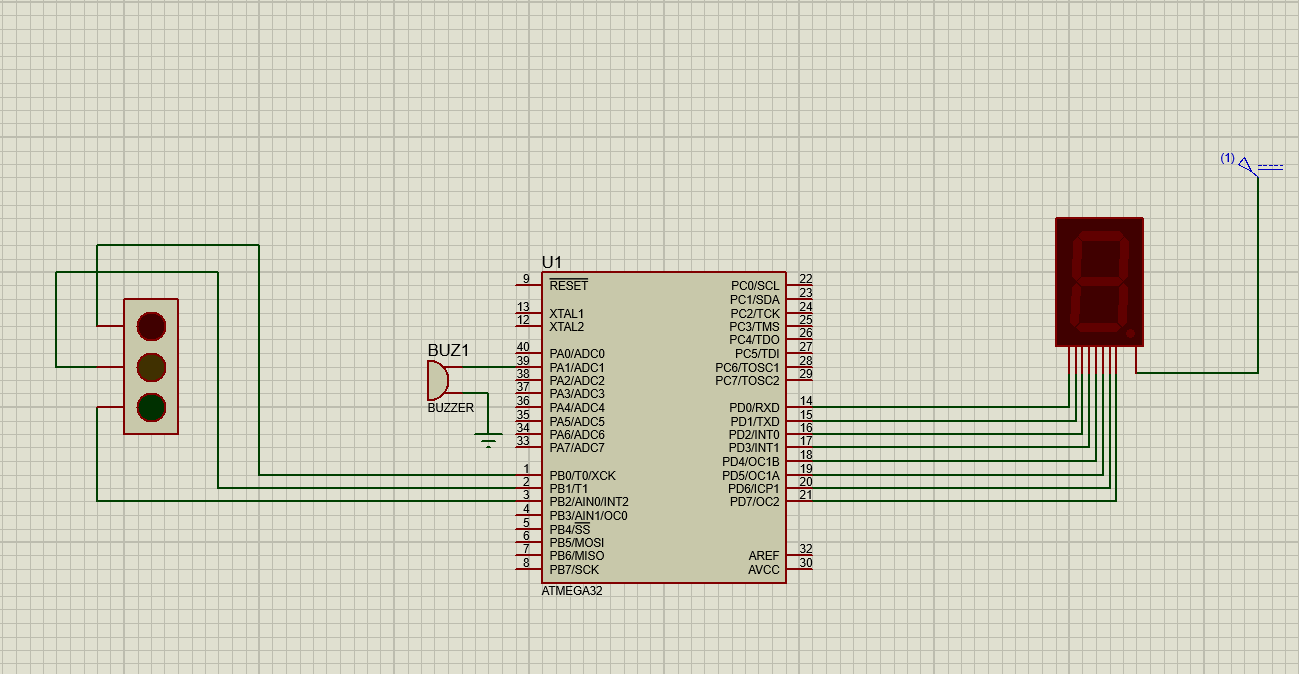 (1)
U1
9 RESET PC0/SCL 22
PC1/SDA 23
13 XTAL1 PC2/TCK 24
12 XTAL2 PC3/TMS 25
PC4/TDO 26
40 PA0/ADC0 PC5/TDI 27
39 PA1/ADC1 PC6/TOSC1 28
38 PA2/ADC2 PC7/TOSC2 29
37 PA3/ADC3
36 PA4/ADC4 PD0/RXD 14
35 PA5/ADC5 PD1/TXD 15
34 PA6/ADC6 PD2/INT0 16
33 PA7/ADC7 PD3/INT1 17
PD4/OC1B 18
1 PB0/T0/XCK PD5/OC1A 19
2 PB1/T1 PD6/ICP1 20
3 PB2/AIN0/INT2 PD7/OC2 21
4 PB3/AIN1/OC0
5 PB4/SS
6 PB5/MOSI
7 PB6/MISO AREF 32
8 PB7/SCK AVCC 30
ATMEGA32
BUZ1
BUZZER